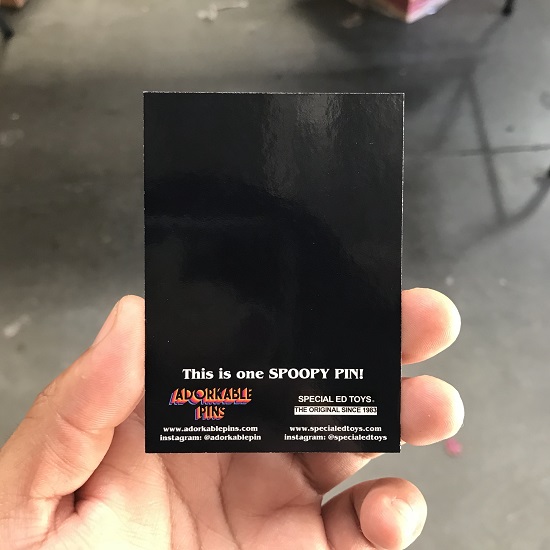 This is one SPOOPY PIN!
ADORKABLE
PINS
www.adorkablepins.com
instagram: @adorkablepin
SPECIAL ED TOYS.
THE ORIGINAL SINCE 1983
www.specialedtoys.com
instagram: @specialedtoys